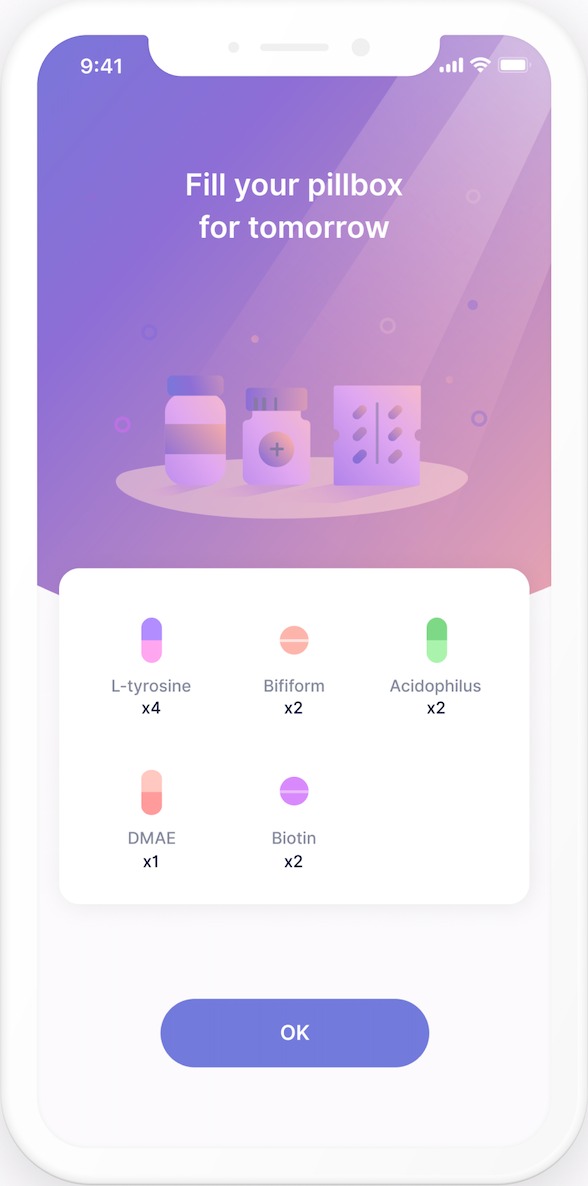 9:41
Fill your pillbox
for tomorrow
L-tyrosine
x4
Bifiform
x2
Acidophilus
x2
DMAE
x1
Biotin
x2
OK